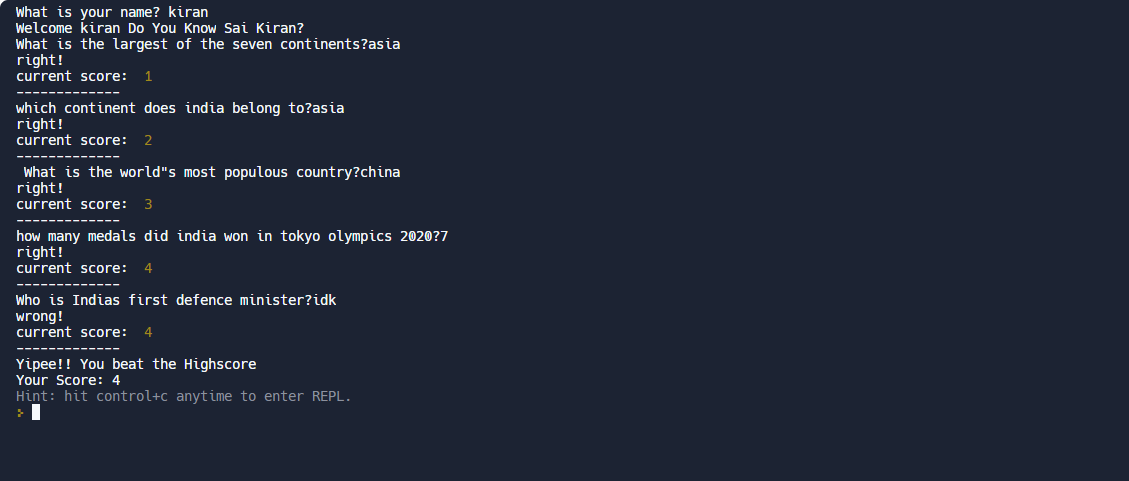 What is your name? kiran
Welcome kiran Do You Know Sai Kiran?
What is the largest of the seven continents?asia
right!
current score:  1
-------------
which continent does india belong to?asia
right!
current score:  2
-------------
 What is the world"s most populous country?china
right!
current score:  3
-------------
how many medals did india won in tokyo olympics 2020?7
right!
current score:  4
-------------
Who is Indias first defence minister?idk
wrong!
current score:  4
-------------
Yipee!! You beat the Highscore
Your Score: 4
Hint: hit control+c anytime to enter REPL.
>